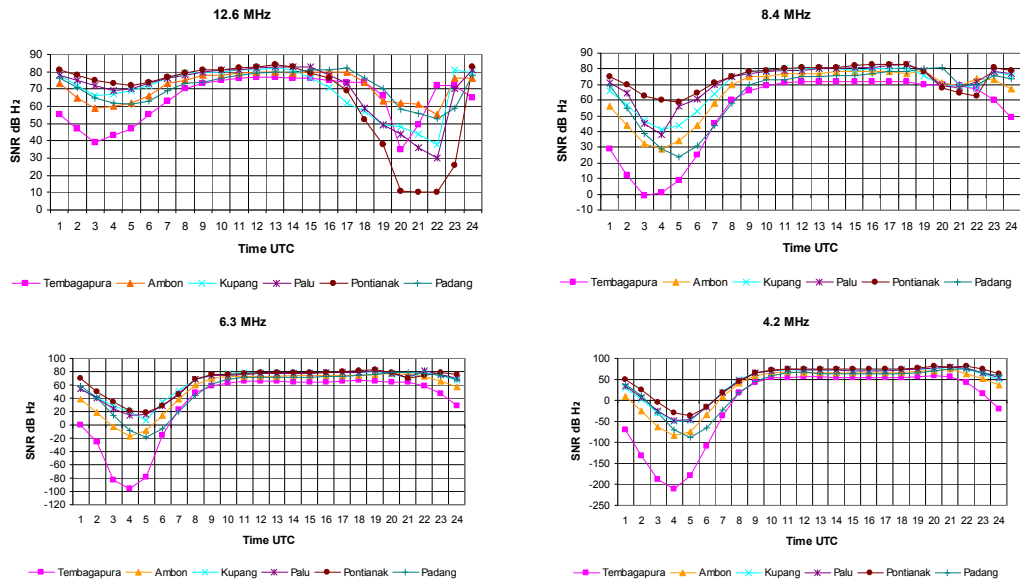 12.6 MHz
90
80
70
60
50
40
30
20
10
0
SNR dB Hz
1 2 3 4 5 6 7 8 9 10 11 12 13 14 15 16 17 18 19 20 21 22 23 24
Time UTC
Tembagapura Ambon Kupang Palu Pontianak Padang
8.4 MHz
90
80
70
60
50
40
30
20
10
0
-10
SNR dB Hz
1 2 3 4 5 6 7 8 9 10 11 12 13 14 15 16 17 18 19 20 21 22 23 24
Time UTC
Tembagapura Ambon Kupang Palu Pontianak Padang
6.3 MHz
100
80
60
40
20
0
-20
-40
-60
-80
-100
-120
SNR dB Hz
1 2 3 4 5 6 7 8 9 10 11 12 13 14 15 16 17 18 19 20 21 22 23 24
Time UTC
Tembagapura Ambon Kupang Palu Pontianak Padang
4.2 MHz
100
50
0
-50
-100
-150
-200
-250
SNR dB Hz
1 2 3 4 5 6 7 8 9 10 11 12 13 14 15 16 17 18 19 20 21 22 23 24
Time UTC
Tembagapura Ambon Kupang Palu Pontianak Padang